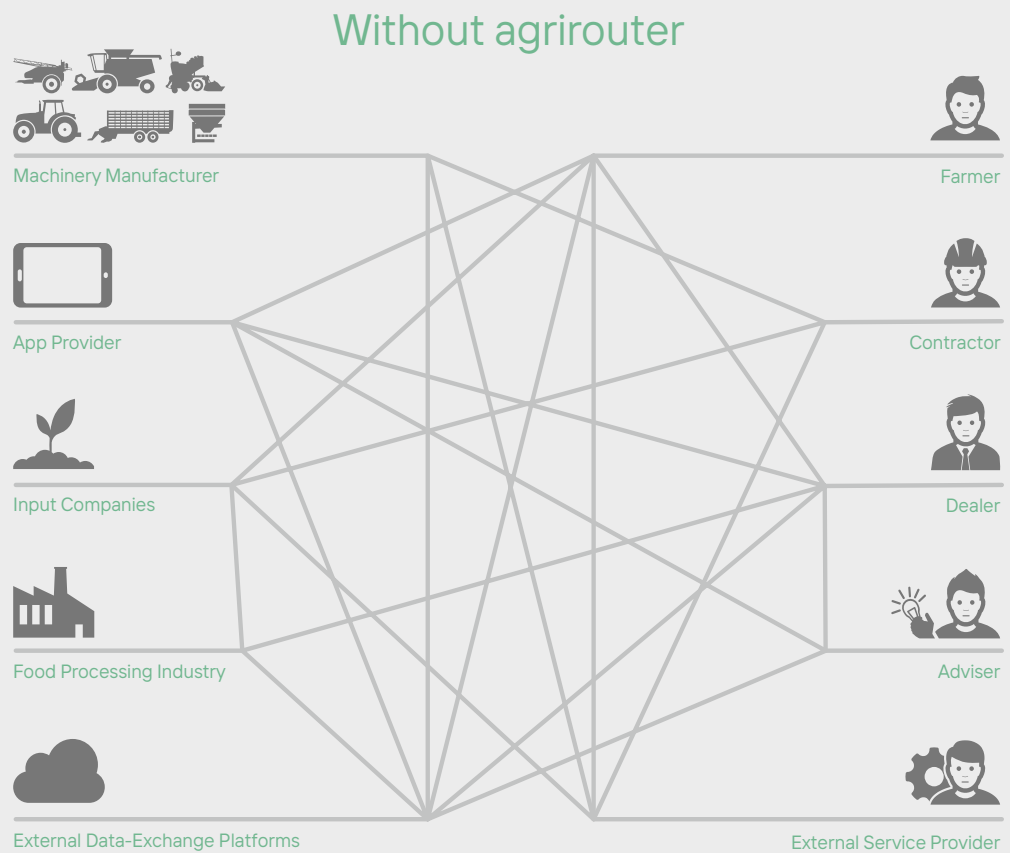 Without agrirouter
Machinery Manufacturer
Farmer
App Provider
Contractor
Input Companies
Dealer
Food Processing Industry
Adviser
External Data-Exchange Platforms
External Service Provider